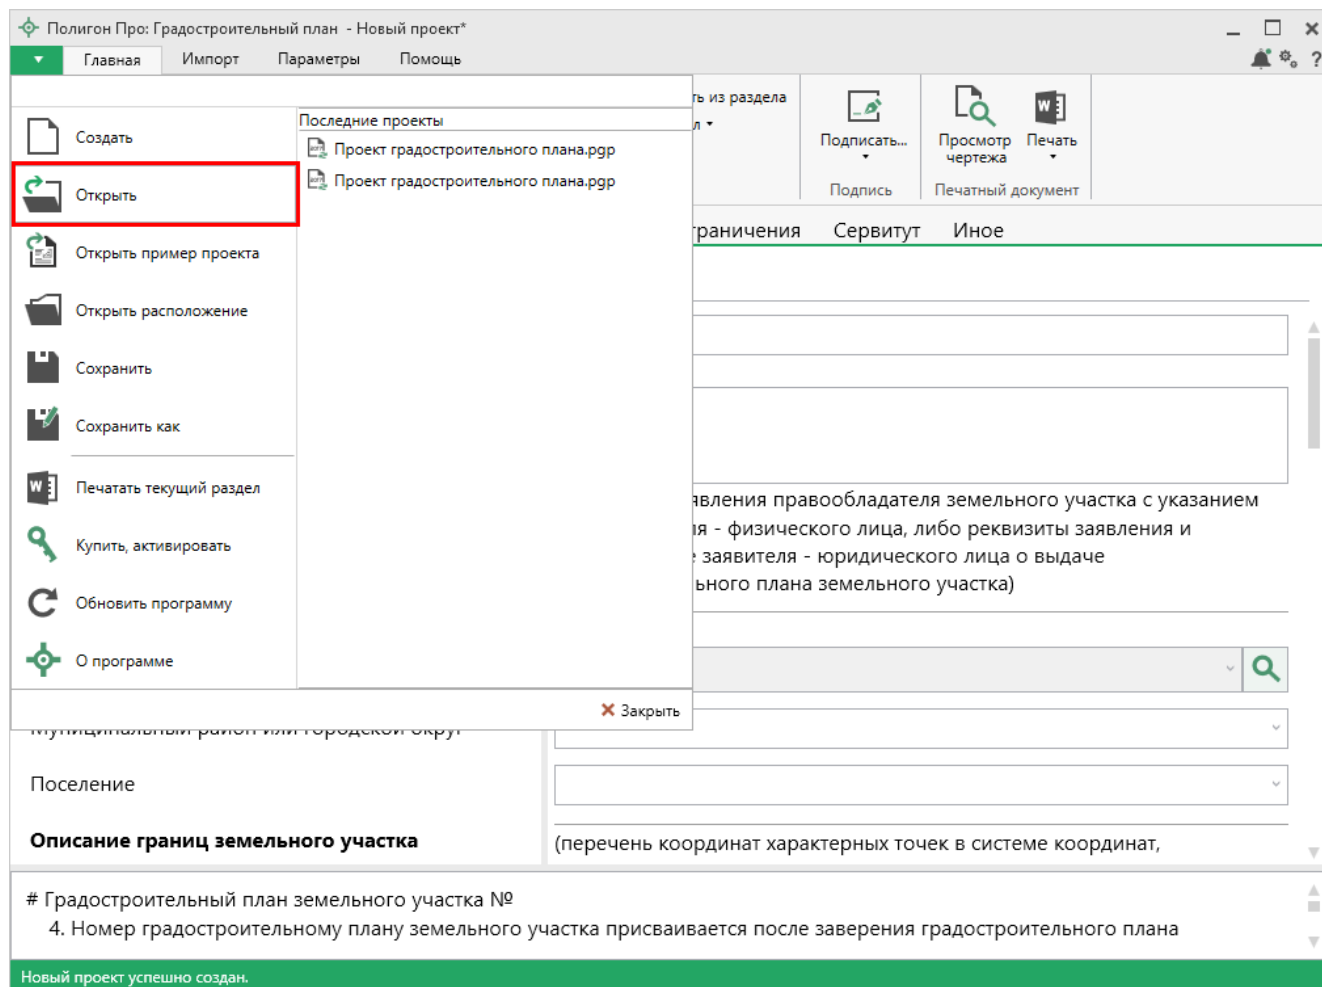 Полигон Про: Градостроительный план - Новый проект*
Главная Импорт Параметры Помощь
?
Последние проекты
Создать
Проект градостроительного плана.pgp
Проект градостроительного плана.pgp
Открыть
Открыть пример проекта
Открыть расположение
Сохранить
Сохранить как
Печатать текущий раздел
Купить, активировать
Обновить программу
О программе
Закрыть
из раздела
Подписать...
Просмотр чертежа
Печать
Подпись
Печатный документ
Сервитут Иное
правообладателя земельного участка с указанием
- физического лица, либо реквизиты заявления и
заявителя - юридического лица о выдаче
плана земельного участка)
Муниципальный район или городской округ
Поселение
Описание границ земельного участка
(перечень координат характерных точек в системе координат,
# Градостроительный план земельного участка №
4. Номер градостроительному плану земельного участка присваивается после заверения градостроительного плана
Новый проект успешно создан.